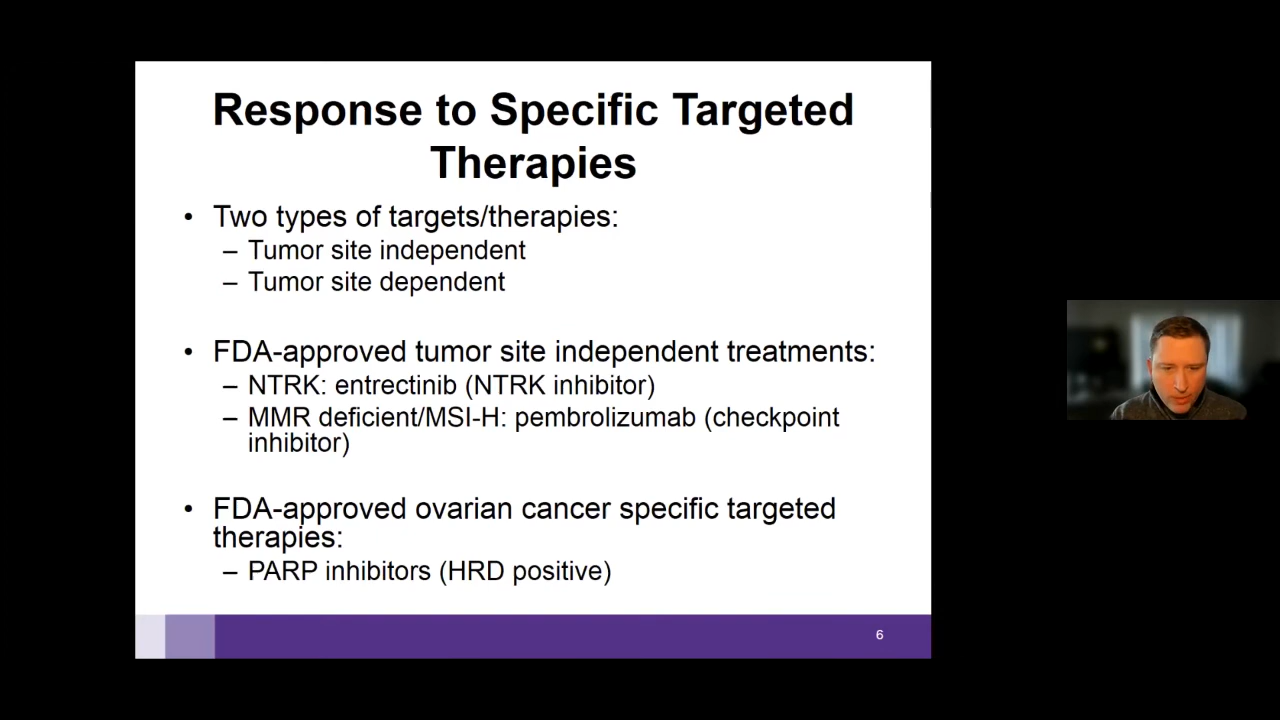 Response to Specific Targeted
Therapies
• Two types of targets/therapies:
– Tumor site independent
– Tumor site dependent
• FDA-approved tumor site independent treatments:
– NTRK: entrectinib (NTRK inhibitor)
– MMR deficient/MSI-H: pembrolizumab (checkpoint
inhibitor)
• FDA-approved ovarian cancer specific targeted
therapies:
– PARP inhibitors (HRD positive)
6